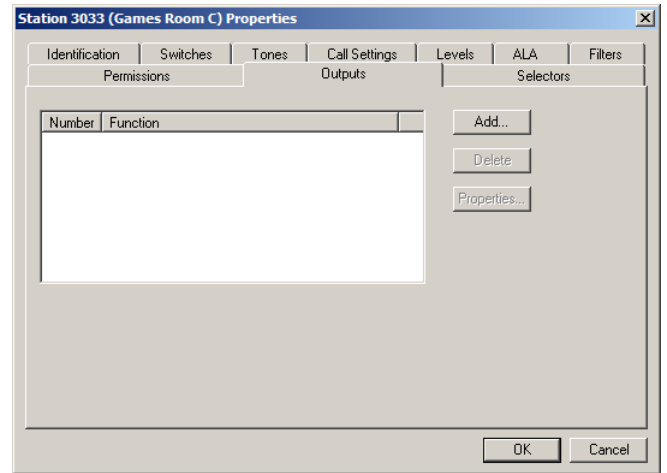 Station 3033 (Games Room C) Properties
Identification Switches Tones Call Settings Levels ALA Filters
Permissions Outputs Selectors
Number Function
Add...
Delete
Properties...
OK Cancel